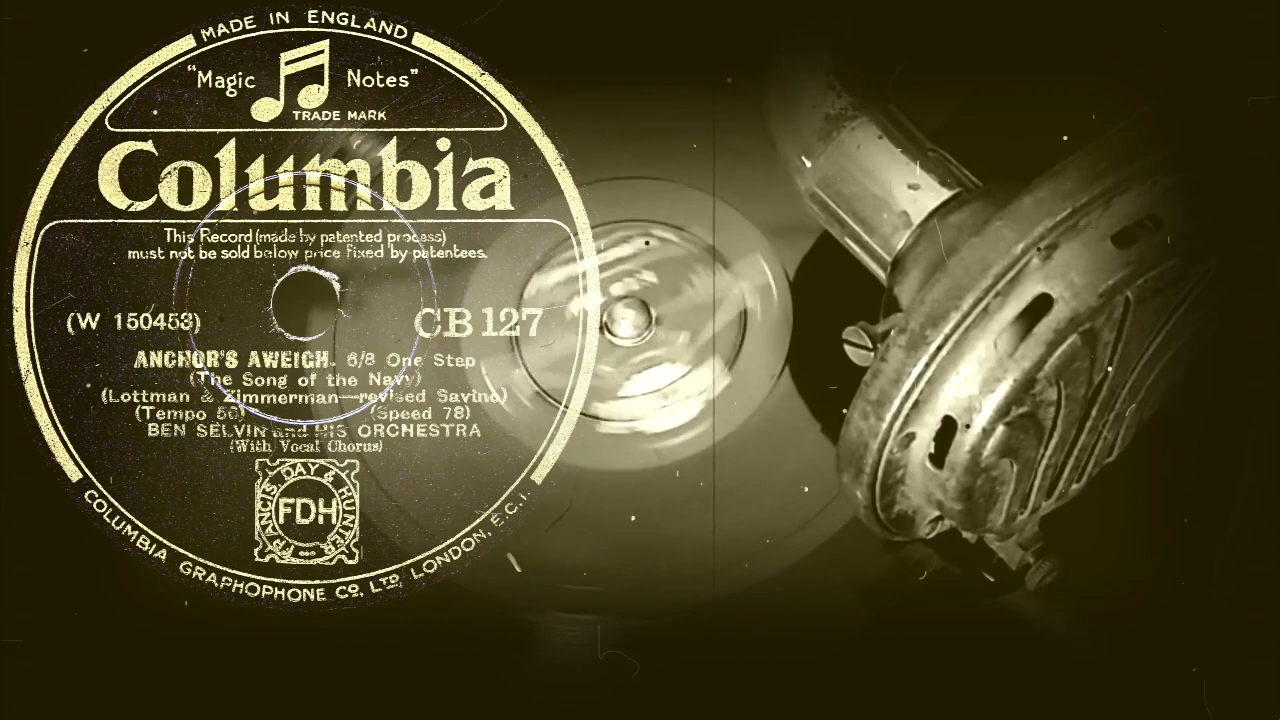 MADE IN ENGLAND
"Magic Notes"
TRADE MARK
Columbia
This Record (made by patented process)
must not be sold below price fixed by patentees.
(W 150453) CB 127
ANCHOR'S AWEIGH. 6/8 One Step
(The Song of the Navy)
(Lottman & Zimmerman—revised Savino)
(Tempo 56) (Speed 78)
BEN SELVIN and HIS ORCHESTRA
(With Vocal Chorus)
FRANCIS, DAY & HUNTER
FDH
COLUMBIA GRAPHOPHONE CO. LTD LONDON, E.C.1.